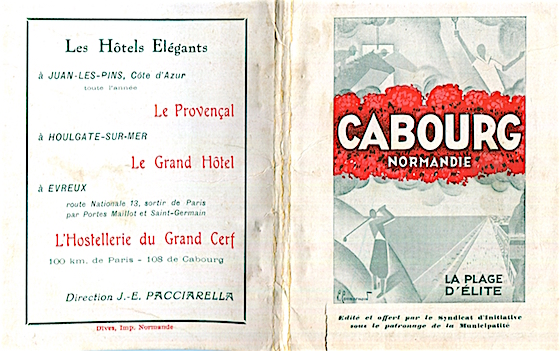 Les Hôtels Elégants
à JUAN-LES-PINS, Côte d'Azur
toute l'année
Le Provençal
à HOULGATE-SUR-MER
Le Grand Hôtel
à EVREUX
route Nationale 13, sortir de Paris
par Portes Maillot et Saint-Germain
L'Hostellerie du Grand Cerf
100 km. de Paris - 108 de Cabourg
Direction J.-E. PACCIARELLA
Dives, Imp. Normande
CABOURG
NORMANDIE
LA PLAGE
D'ÉLITE
Edité et offert par le Syndicat d'Initiative
sous le patronage de la Municipalité